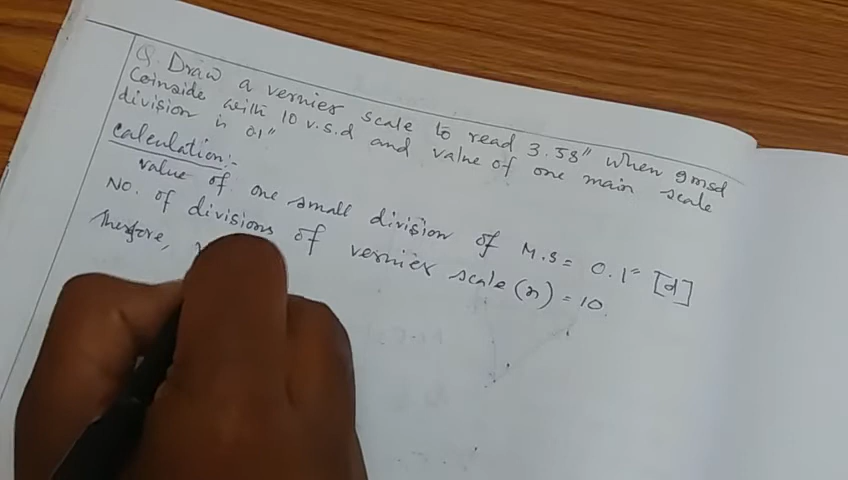 Q. Draw a vernier scale to read 3.58" when 9msd
Coinside with 10 v.s.d and value of one main scale
division is 0.1"
Calculation:-
value of one small division of M.S = 0.1" [d]
No. of divisions of vernier scale (n) = 10.
therefore,